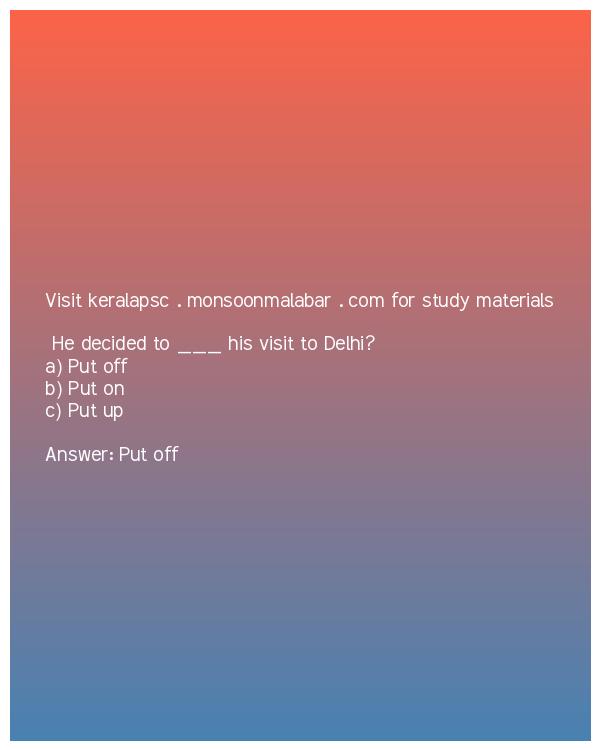 Visit keralapsc . monsoonmalabar . com for study materials
He decided to ___ his visit to Delhi?
a) Put off
b) Put on
c) Put up
Answer: Put off